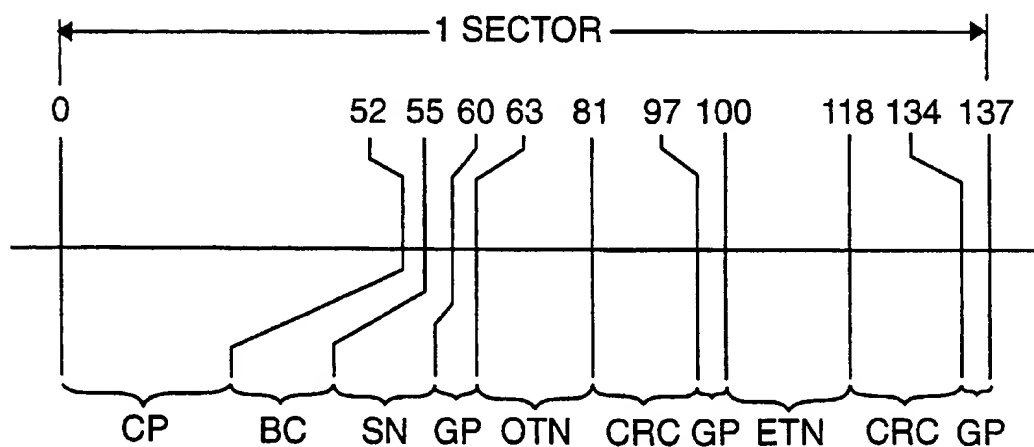 1 SECTOR
0 52 55 60 63 81 97 100 118 134 137
CP BC SN GP OTN CRC GP ETN CRC GP